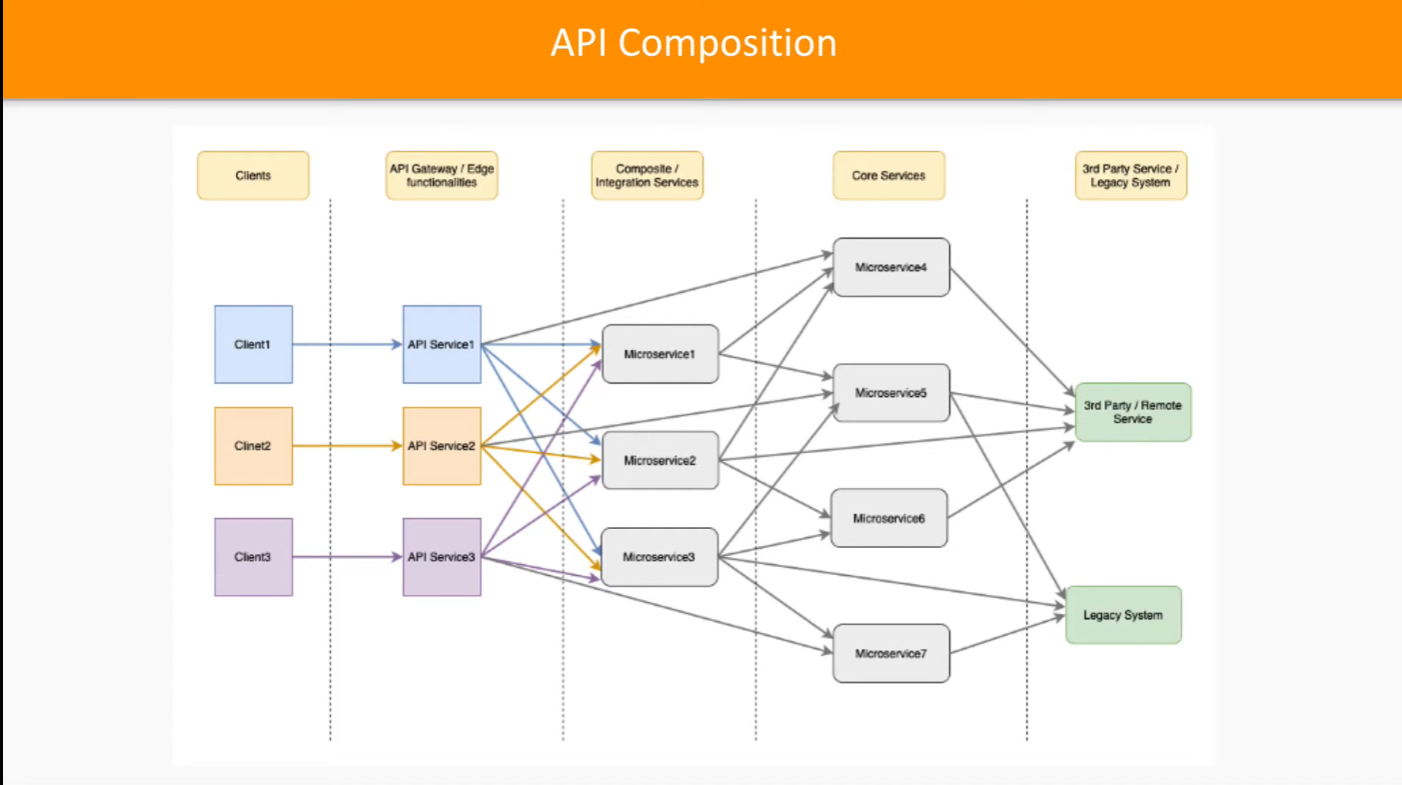 API Composition
Clients
API Gateway / Edge
functionalities
Composite /
Integration Services
Core Services
3rd Party Service /
Legacy System
Microservice4
Client1
API Service1
Microservice1
Microservice5
3rd Party / Remote
Service
Clinet2
API Service2
Microservice2
Microservice6
Client3
API Service3
Microservice3
Legacy System
Microservice7